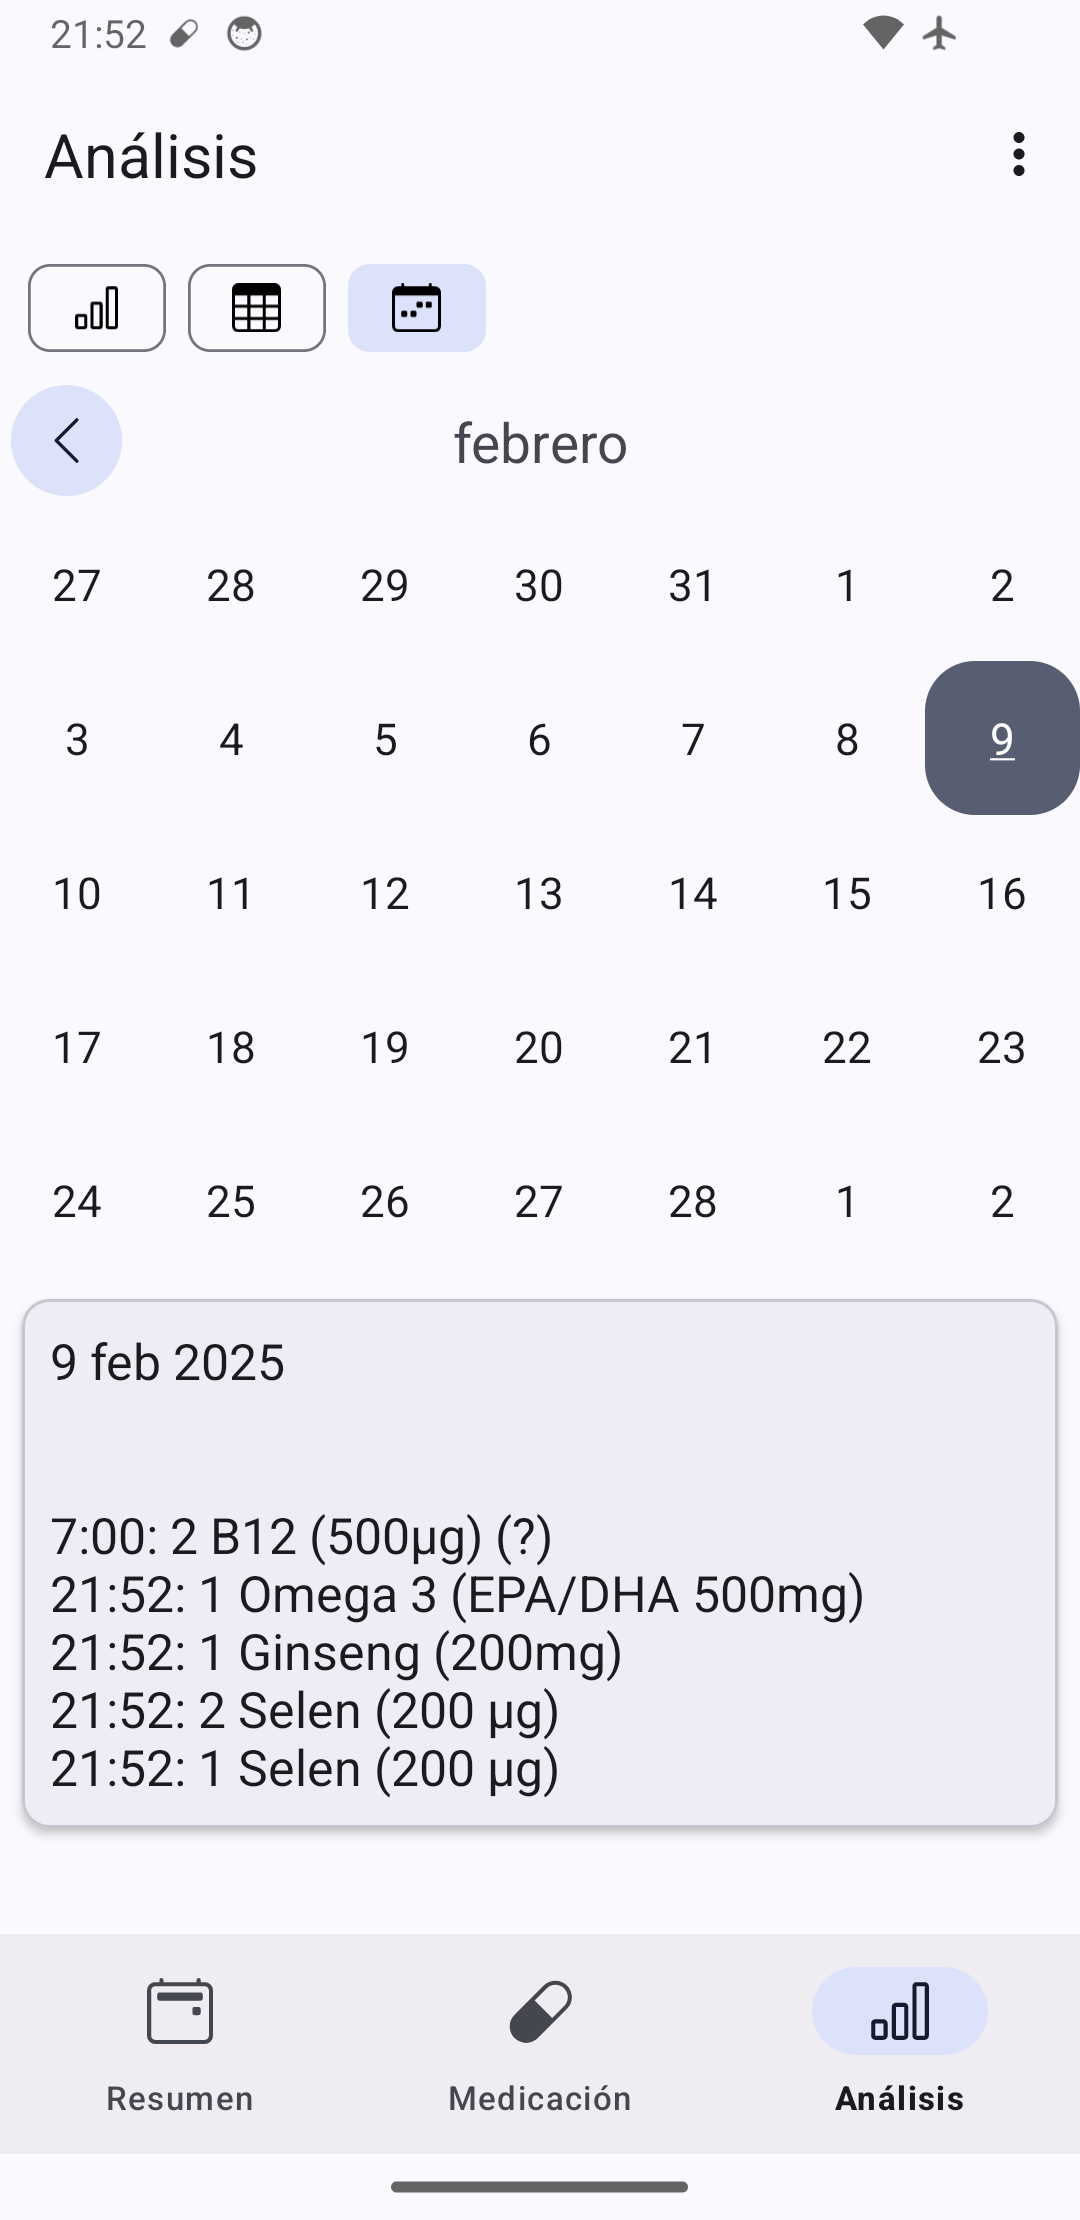 21:52
Análisis
febrero
27 28 29 30 31 1 2
3 4 5 6 7 8 9
10 11 12 13 14 15 16
17 18 19 20 21 22 23
24 25 26 27 28 1 2
9 feb 2025
7:00: 2 B12 (500µg) (?)
21:52: 1 Omega 3 (EPA/DHA 500mg)
21:52: 1 Ginseng (200mg)
21:52: 2 Selen (200 µg)
21:52: 1 Selen (200 µg)
Resumen Medicación Análisis